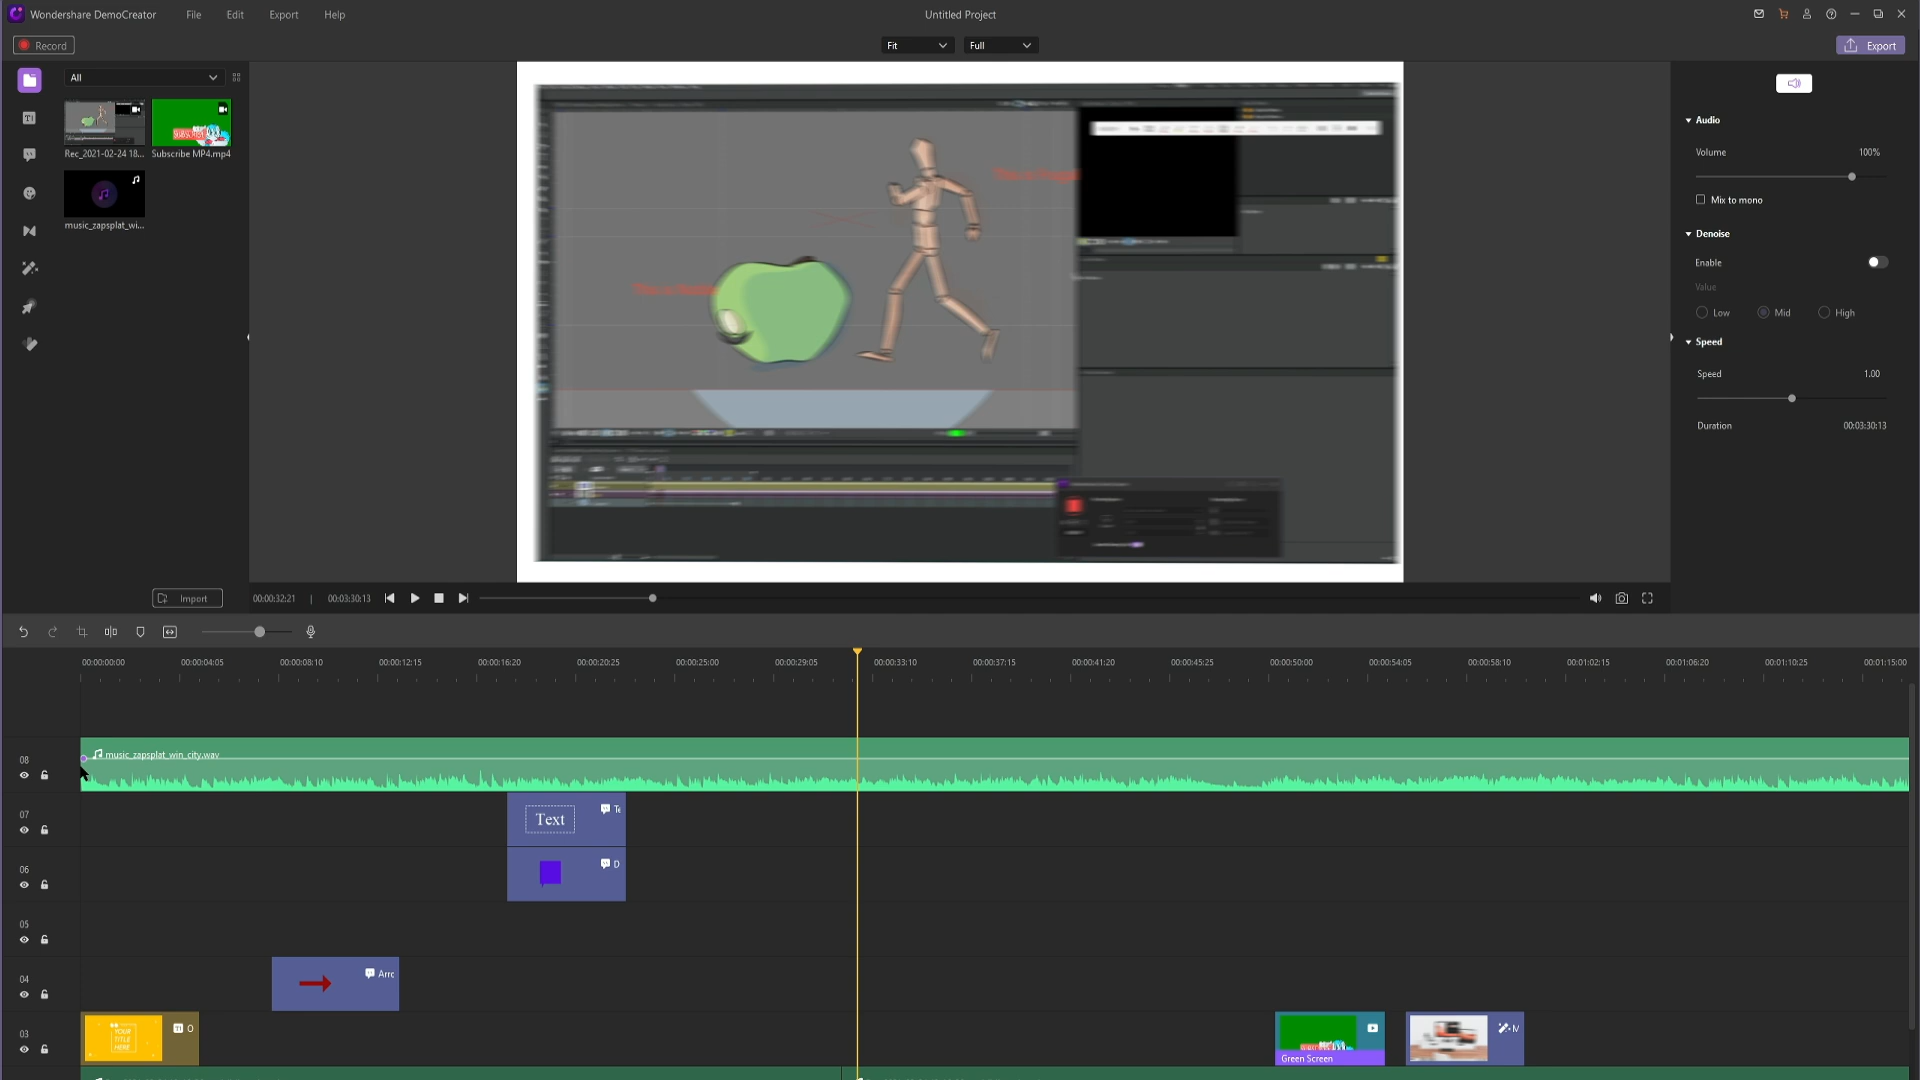 Wondershare DemoCreator
File
Edit
Export
Help
Untitled Project
Record
Fit
Full
Export
All
Rec_2021-02-24 18...
Subscribe MP4.mp4
music_zapsplat_wi...
Import
00:00:32:21 | 00:03:30:13
Audio
Volume 100%
Mix to mono
Denoise
Enable
Value
Low
Mid
High
Speed
Speed 1.00
Duration 00:03:30:13
00:00:00:00
00:00:04:05
00:00:08:10
00:00:12:15
00:00:16:20
00:00:20:25
00:00:25:00
00:00:29:05
00:00:33:10
00:00:37:15
00:00:41:20
00:00:45:25
00:00:50:00
00:00:54:05
00:00:58:10
00:01:02:15
00:01:06:20
00:01:10:25
00:01:15:00
08
music_zapsplat_win_city.wav
07
Text
Te
06
D
05
04
Arrc
03
YOUR
TITLE
HERE
TI O
Green Screen
M